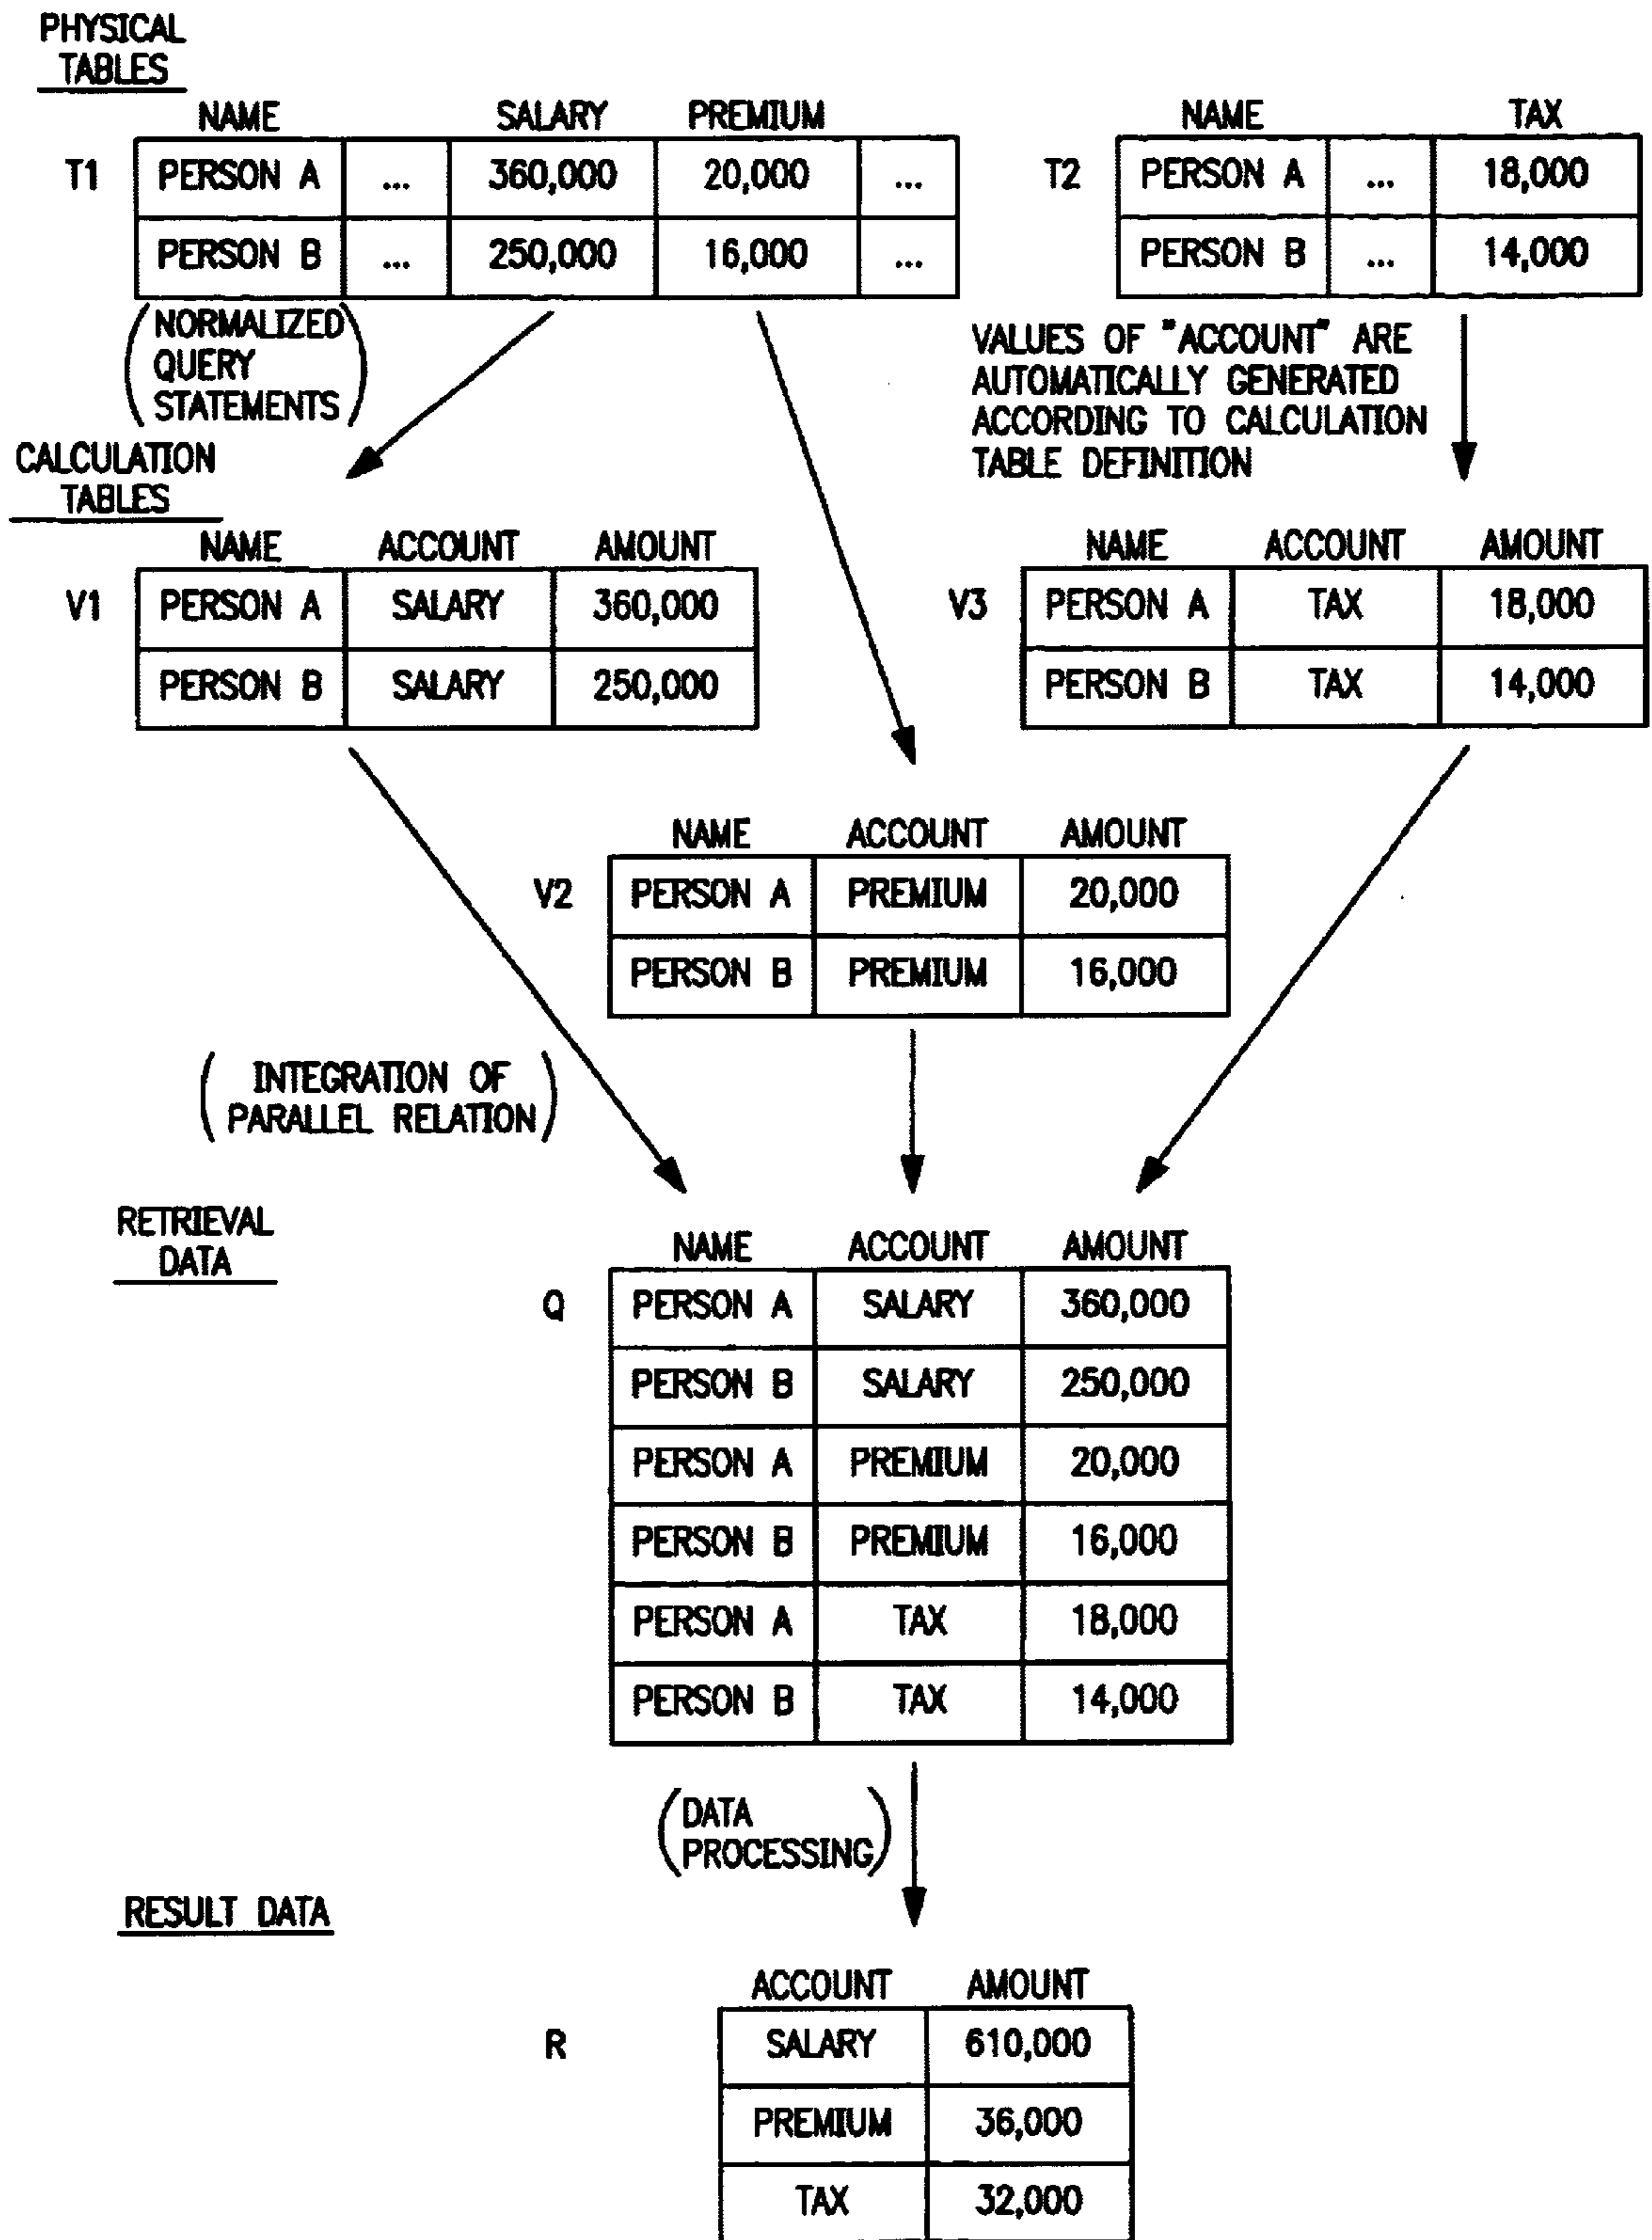 PHYSICAL
TABLES
NAME SALARY PREMIUM
T1 PERSON A ... 360,000 20,000 ...
PERSON B ... 250,000 16,000 ...
NAME TAX
T2 PERSON A ... 18,000
PERSON B ... 14,000
(NORMALIZED
QUERY
STATEMENTS)
VALUES OF "ACCOUNT" ARE
AUTOMATICALLY GENERATED
ACCORDING TO CALCULATION
TABLE DEFINITION
CALCULATION
TABLES
NAME ACCOUNT AMOUNT
V1 PERSON A SALARY 360,000
PERSON B SALARY 250,000
NAME ACCOUNT AMOUNT
V3 PERSON A TAX 18,000
PERSON B TAX 14,000
NAME ACCOUNT AMOUNT
V2 PERSON A PREMIUM 20,000
PERSON B PREMIUM 16,000
(INTEGRATION OF
PARALLEL RELATION)
RETRIEVAL
DATA
NAME ACCOUNT AMOUNT
Q PERSON A SALARY 360,000
PERSON B SALARY 250,000
PERSON A PREMIUM 20,000
PERSON B PREMIUM 16,000
PERSON A TAX 18,000
PERSON B TAX 14,000
(DATA
PROCESSING)
RESULT DATA
ACCOUNT AMOUNT
R SALARY 610,000
PREMIUM 36,000
TAX 32,000